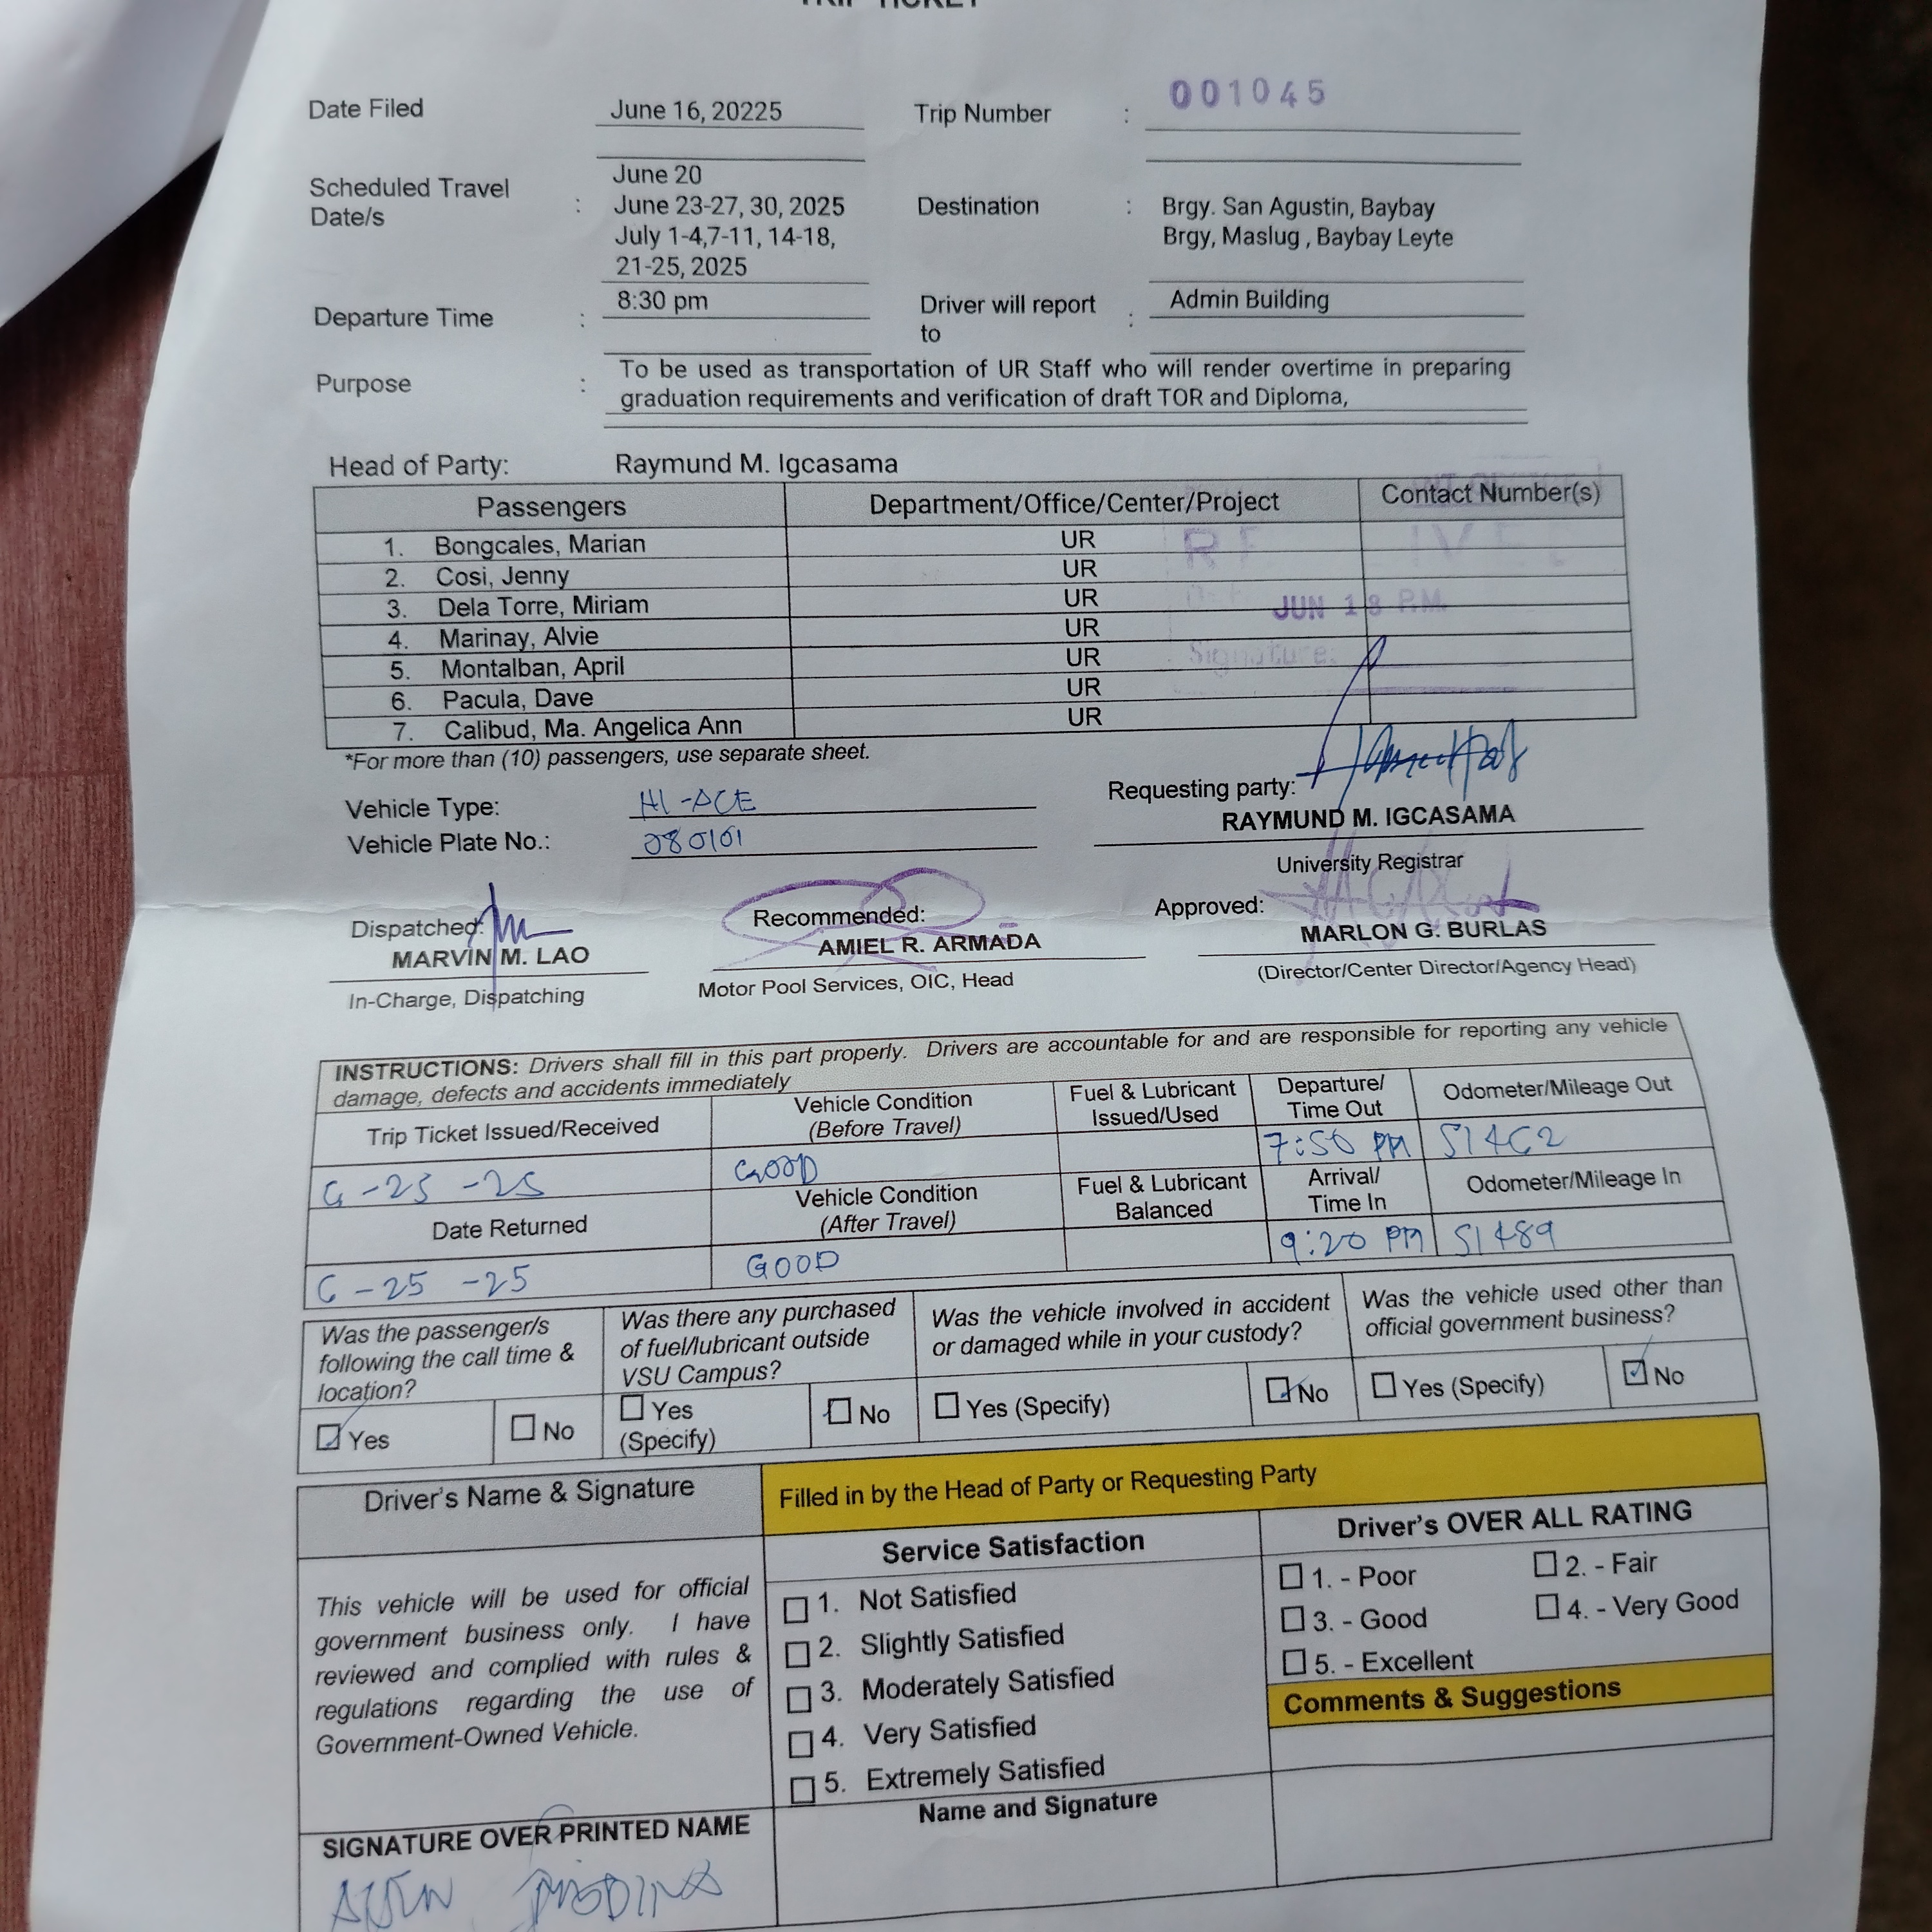 TRIP TICKET
Date Filed June 16, 20225 Trip Number : 001045
Scheduled Travel Date/s : June 20
June 23-27, 30, 2025
July 1-4,7-11, 14-18,
21-25, 2025
Destination : Brgy. San Agustin, Baybay
Brgy, Maslug , Baybay Leyte
Departure Time : 8:30 pm
Driver will report to : Admin Building
Purpose : To be used as transportation of UR Staff who will render overtime in preparing
graduation requirements and verification of draft TOR and Diploma,
Head of Party: Raymund M. Igcasama
Passengers Department/Office/Center/Project Contact Number(s)
1. Bongcales, Marian UR
2. Cosi, Jenny UR
3. Dela Torre, Miriam UR
4. Marinay, Alvie UR
5. Montalban, April UR
6. Pacula, Dave UR
7. Calibud, Ma. Angelica Ann UR
JUN 18 P.M.
Signature:
*For more than (10) passengers, use separate sheet.
Vehicle Type: HI-ACE
Vehicle Plate No.: 080101
Requesting party:
RAYMUND M. IGCASAMA
University Registrar
Dispatched:
MARVIN M. LAO
In-Charge, Dispatching
Recommended:
AMIEL R. ARMADA
Motor Pool Services, OIC, Head
Approved:
MARLON G. BURLAS
(Director/Center Director/Agency Head)
INSTRUCTIONS: Drivers shall fill in this part properly. Drivers are accountable for and are responsible for reporting any vehicle
damage, defects and accidents immediately
Trip Ticket Issued/Received
Vehicle Condition
(Before Travel)
Fuel & Lubricant
Issued/Used
Departure/
Time Out
Odometer/Mileage Out
6-25-25 GOOD 7:50 PM 51462
Date Returned
Vehicle Condition
(After Travel)
Fuel & Lubricant
Balanced
Arrival/
Time In
Odometer/Mileage In
6-25-25 GOOD 9:20 PM 51489
Was the passenger/s
following the call time &
location?
Yes No
Was there any purchased
of fuel/lubricant outside
VSU Campus?
Yes
(Specify)
No
Was the vehicle involved in accident
or damaged while in your custody?
Yes (Specify) No
Was the vehicle used other than
official government business?
Yes (Specify) No
Driver's Name & Signature
This vehicle will be used for official
government business only. I have
reviewed and complied with rules &
regulations regarding the use of
Government-Owned Vehicle.
SIGNATURE OVER PRINTED NAME
Filled in by the Head of Party or Requesting Party
Service Satisfaction
1. Not Satisfied
2. Slightly Satisfied
3. Moderately Satisfied
4. Very Satisfied
5. Extremely Satisfied
Name and Signature
Driver's OVER ALL RATING
1. - Poor 2. - Fair
3. - Good 4. - Very Good
5. - Excellent
Comments & Suggestions